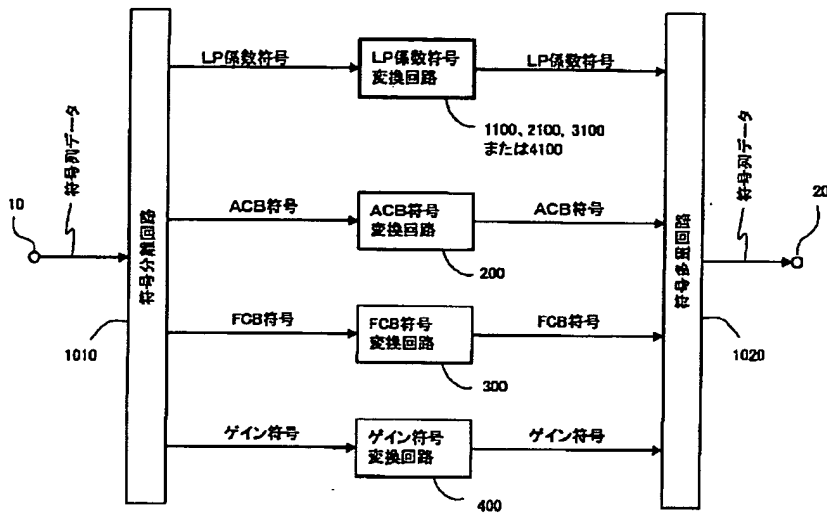 LP係数符号
LP係数符号
変換回路
LP係数符号
1100、2100、3100
または4100
符号列データ
10
符号分離回路
ACB符号
ACB符号
変換回路
ACB符号
200
符号多重回路
符号列データ
20
FCB符号
FCB符号
変換回路
FCB符号
300
1010
1020
ゲイン符号
ゲイン符号
変換回路
ゲイン符号
400